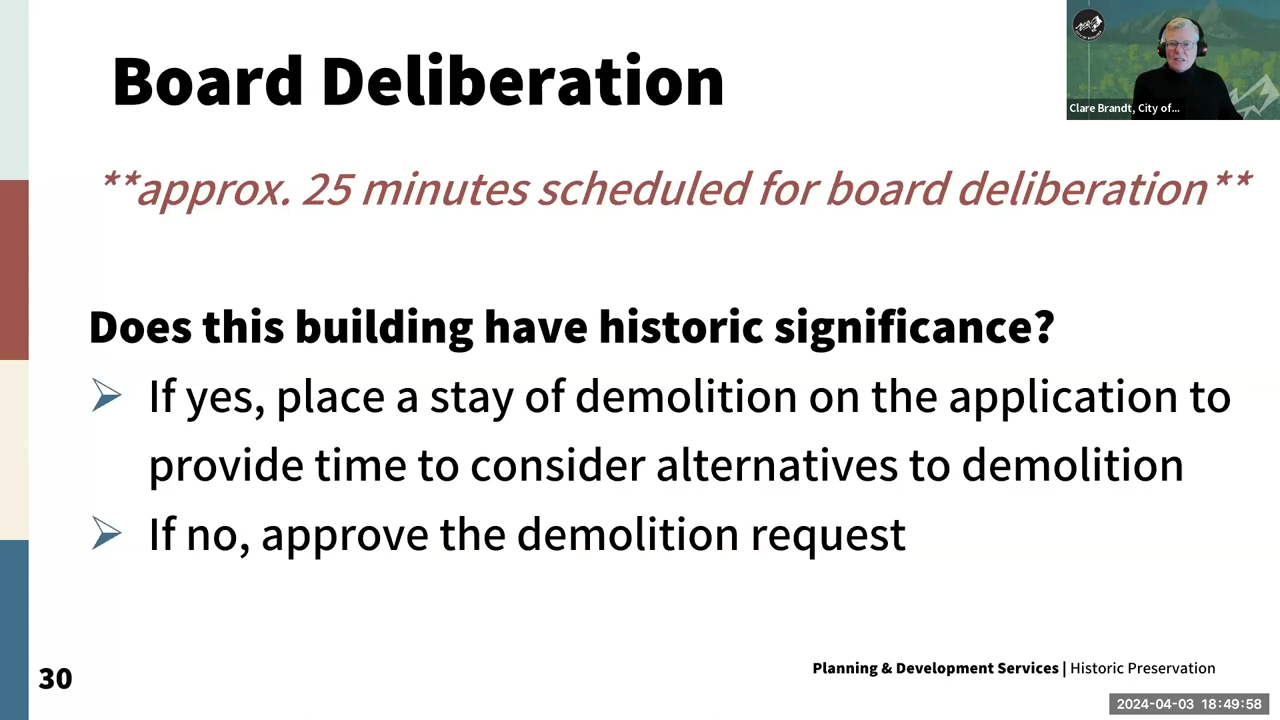 Board Deliberation
Clare Brandt, City of...
**approx. 25 minutes scheduled for board deliberation**
Does this building have historic significance?
If yes, place a stay of demolition on the application to
provide time to consider alternatives to demolition
If no, approve the demolition request
30
Planning & Development Services | Historic Preservation
2024-04-03 18:49:58